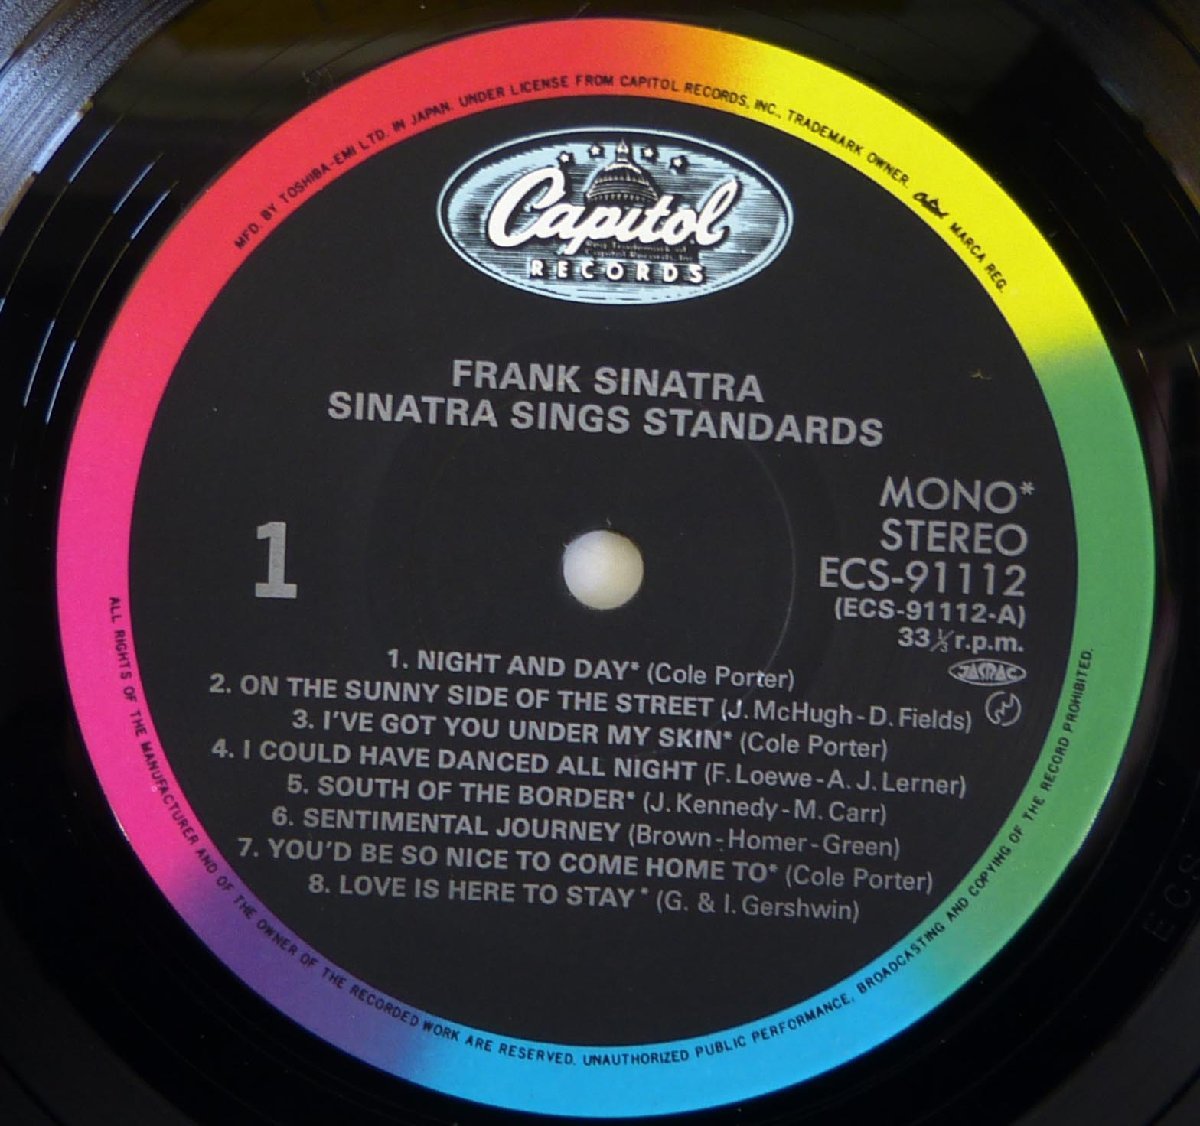 MFD. BY TOSHIBA-EMI LTD. IN JAPAN. UNDER LICENSE FROM CAPITOL RECORDS, INC., TRADEMARK OWNER. Capitol MARCA REG.
Capitol
RECORDS
FRANK SINATRA
SINATRA SINGS STANDARDS
MONO*
STEREO
ECS-91112
(ECS-91112-A)
33⅓r.p.m.
JASRAC
1
1. NIGHT AND DAY* (Cole Porter)
2. ON THE SUNNY SIDE OF THE STREET (J. McHugh-D. Fields)
3. I'VE GOT YOU UNDER MY SKIN* (Cole Porter)
4. I COULD HAVE DANCED ALL NIGHT (F. Loewe-A. J. Lerner)
5. SOUTH OF THE BORDER* (J. Kennedy-M. Carr)
6. SENTIMENTAL JOURNEY (Brown-Homer-Green)
7. YOU'D BE SO NICE TO COME HOME TO* (Cole Porter)
8. LOVE IS HERE TO STAY* (G. & I. Gershwin)
ALL RIGHTS OF THE MANUFACTURER AND OF THE OWNER OF THE RECORDED WORK ARE RESERVED. UNAUTHORIZED PUBLIC PERFORMANCE, BROADCASTING AND COPYING OF THE RECORD PROHIBITED.